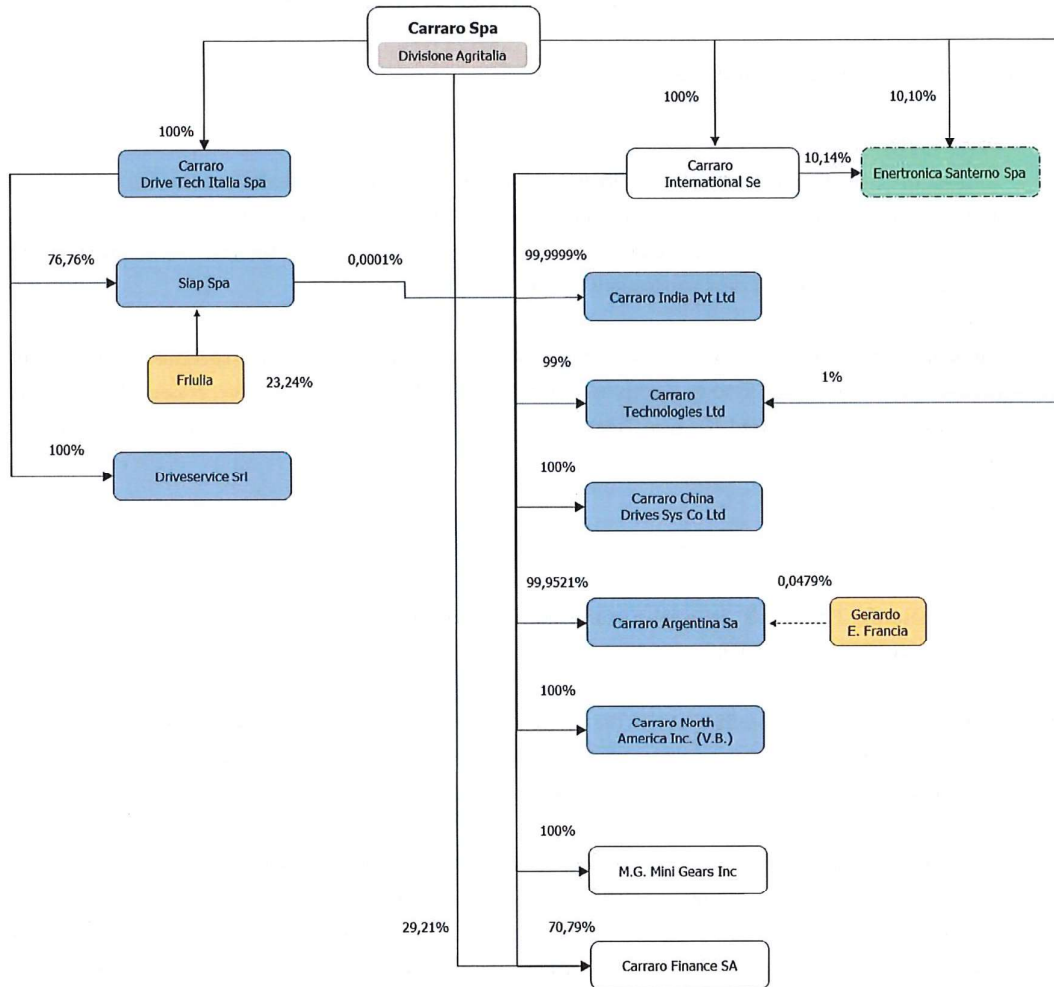 Carraro Spa
Divisione Agritalia
100%
10,10%
100%
Carraro
Drive Tech Italia Spa
Carraro
International Se
10,14%
Enertronica Santerno Spa
76,76%
Siap Spa
0,0001%
99,9999%
Carraro India Pvt Ltd
Friulia
23,24%
99%
Carraro
Technologies Ltd
1%
100%
Driveservice Srl
100%
Carraro China
Drives Sys Co Ltd
99,9521%
Carraro Argentina Sa
0,0479%
Gerardo
E. Francia
100%
Carraro North
America Inc. (V.B.)
100%
M.G. Mini Gears Inc
29,21%
70,79%
Carraro Finance SA